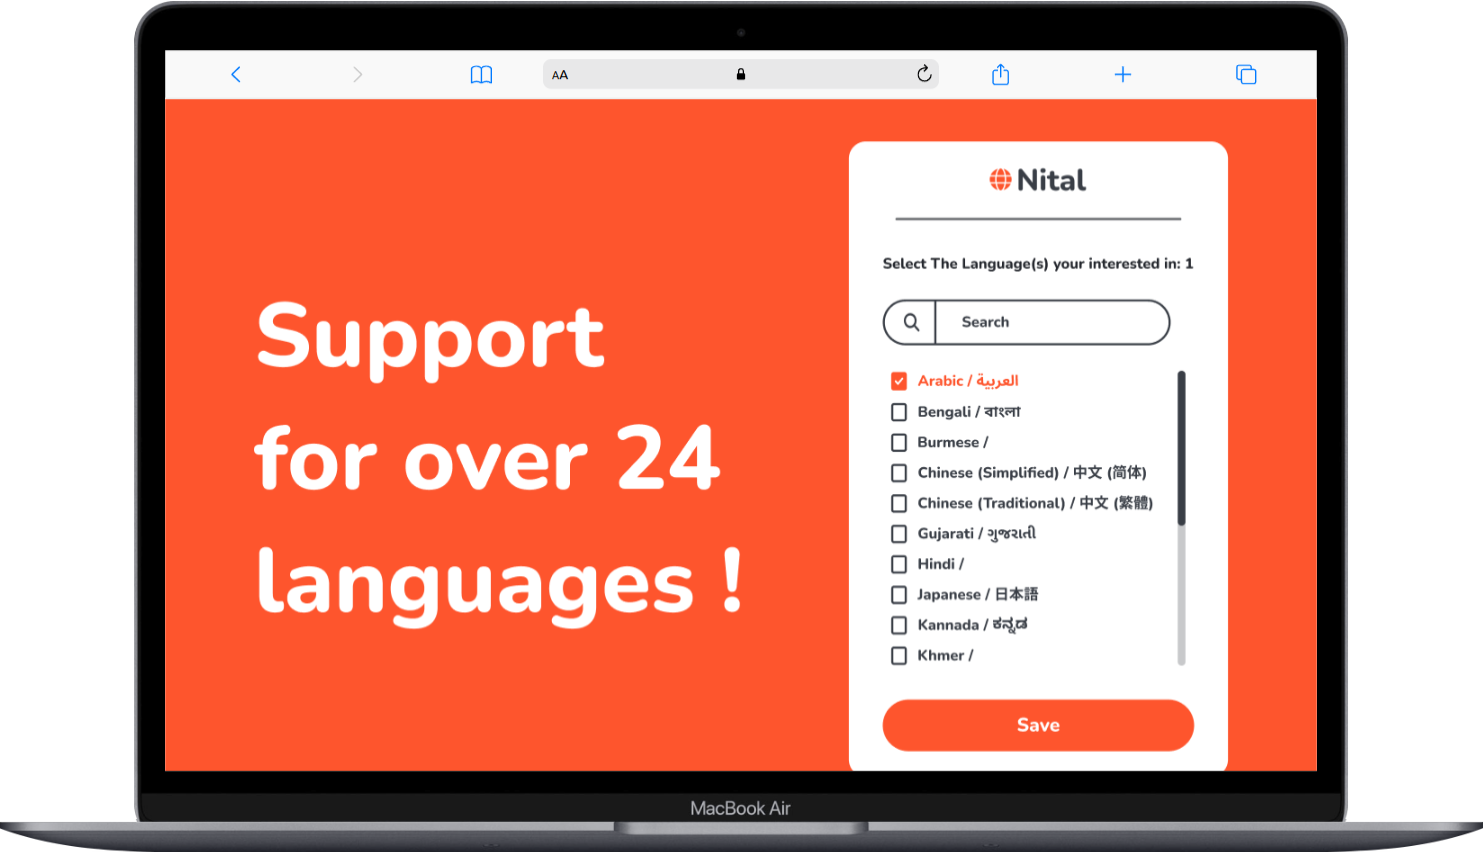 AA
Support
for over 24
languages !
Nital
Select The Language(s) your interested in: 1
Search
Arabic / العربية
Bengali / বাংলা
Burmese /
Chinese (Simplified) / 中文 (简体)
Chinese (Traditional) / 中文 (繁體)
Gujarati / ગુજરાતી
Hindi /
Japanese / 日本語
Kannada / ಕನ್ನಡ
Khmer /
Save
MacBook Air